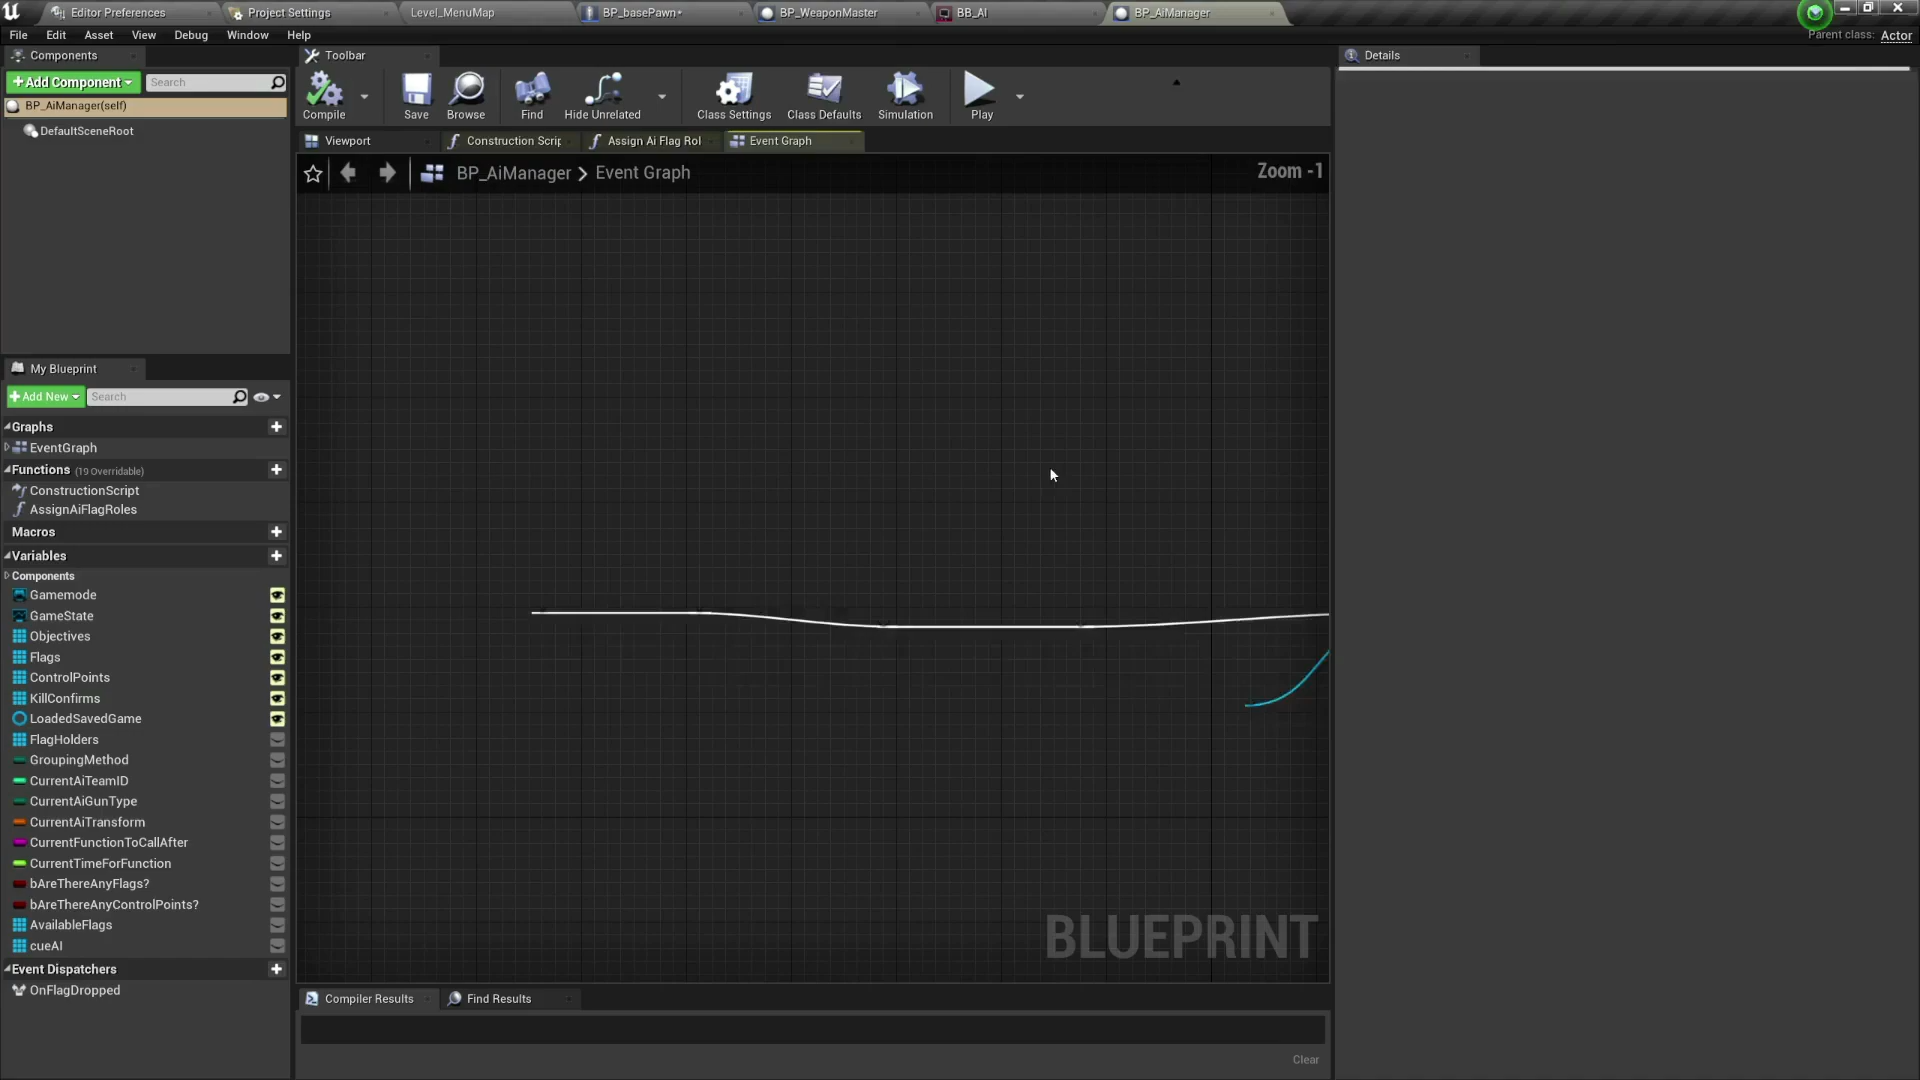 Editor Preferences
Project Settings
Level_MenuMap
BP_basePawn•
BP_WeaponMaster
BB_AI
BP_AiManager
File Edit Asset View Debug Window Help
Parent class: Actor
Components
Toolbar
Details
+Add Component
Search
BP_AiManager(self)
DefaultSceneRoot
Compile
Save
Browse
Find
Hide Unrelated
Class Settings
Class Defaults
Simulation
Play
Viewport
Construction Scrip
Assign Ai Flag Rol
Event Graph
BP_AiManager > Event Graph
Zoom -1
My Blueprint
+Add New
Search
Graphs
EventGraph
Functions (19 Overridable)
ConstructionScript
AssignAiFlagRoles
Macros
Variables
Components
Gamemode
GameState
Objectives
Flags
ControlPoints
KillConfirms
LoadedSavedGame
FlagHolders
GroupingMethod
CurrentAiTeamID
CurrentAiGunType
CurrentAiTransform
CurrentFunctionToCallAfter
CurrentTimeForFunction
bAreThereAnyFlags?
bAreThereAnyControlPoints?
AvailableFlags
cueAI
Event Dispatchers
OnFlagDropped
BLUEPRINT
Compiler Results
Find Results
Clear